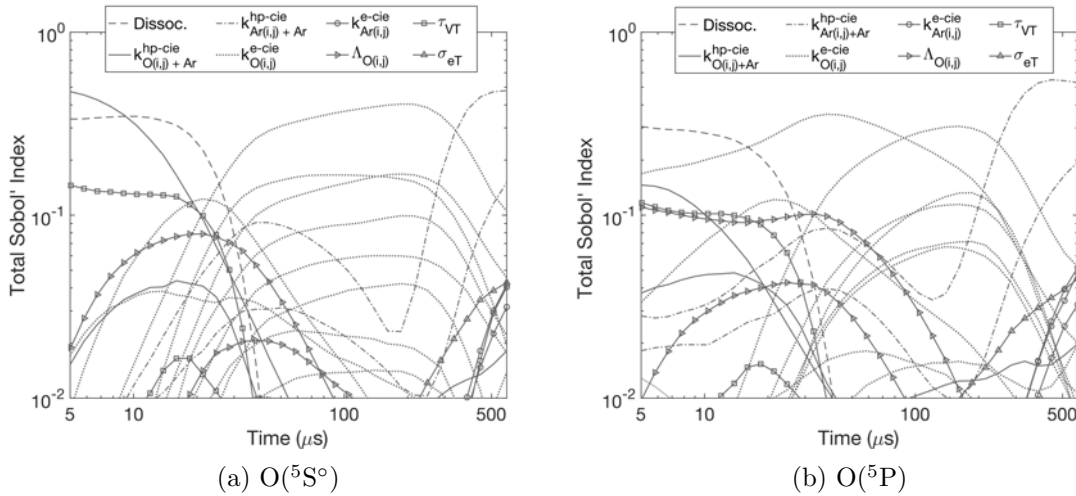 Dissoc.
k^{hp-cie}_{Ar(i,j) + Ar}
k^{e-cie}_{Ar(i,j)}
τ_{VT}
k^{hp-cie}_{O(i,j) + Ar}
k^{e-cie}_{O(i,j)}
Λ_{O(i,j)}
σ_{eT}
Total Sobol' Index
10^0
10^{-1}
10^{-2}
5 10 100 500
Time (μs)
(a) O(^5S°)
Dissoc.
k^{hp-cie}_{Ar(i,j)+Ar}
k^{e-cie}_{Ar(i,j)}
τ_{VT}
k^{hp-cie}_{O(i,j)+Ar}
k^{e-cie}_{O(i,j)}
Λ_{O(i,j)}
σ_{eT}
Total Sobol' Index
10^0
10^{-1}
10^{-2}
5 10 100 500
Time (μs)
(b) O(^5P)